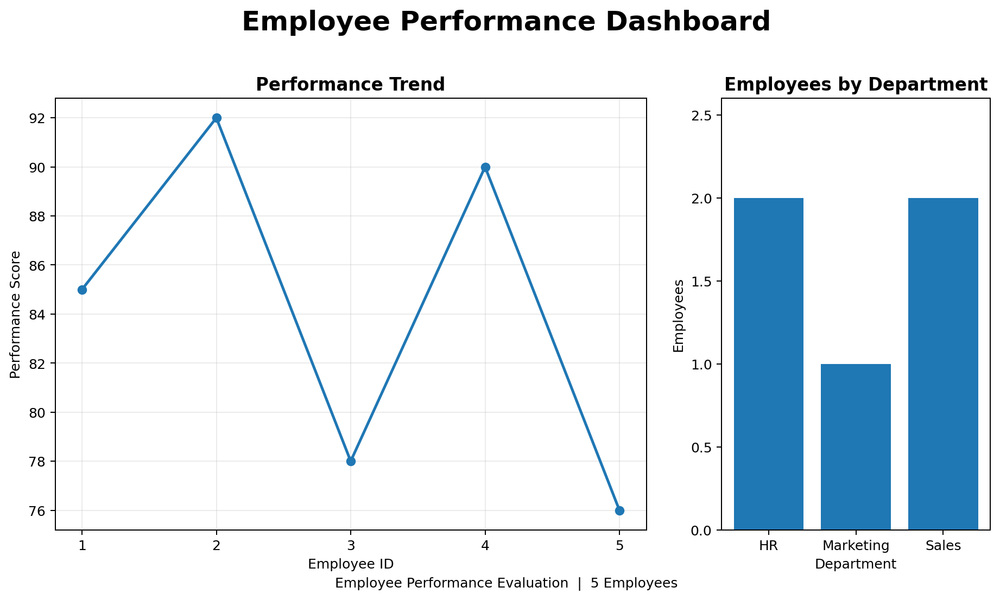 Employee Performance Dashboard
Performance Trend
Performance Score
92
90
88
86
84
82
80
78
76
1 2 3 4 5
Employee ID
Employees by Department
Employees
2.5
2.0
1.5
1.0
0.5
0.0
HR Marketing Sales
Department
Employee Performance Evaluation | 5 Employees